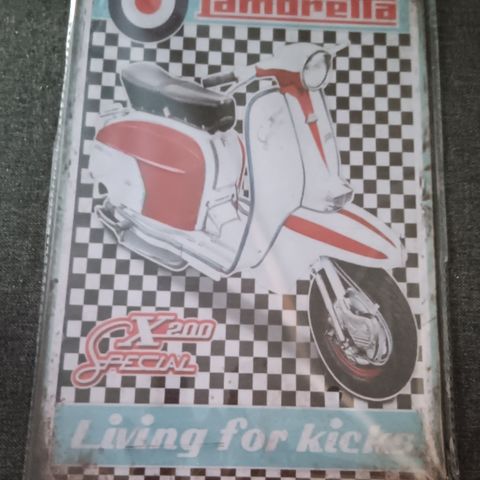 Lambretta
X200
SPECIAL
Living for kicks